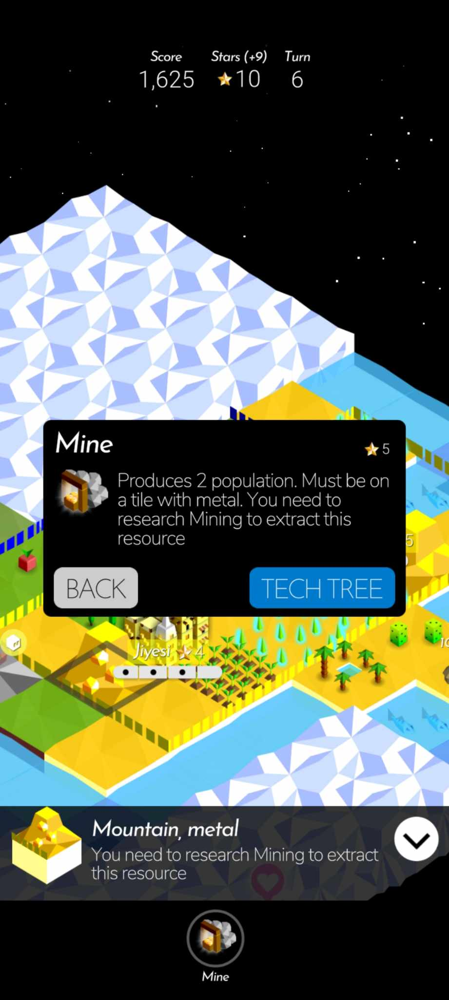 Score Stars (+9) Turn
1,625 10 6
Mine 5
Produces 2 population. Must be on
a tile with metal. You need to
research Mining to extract this
resource
5
BACK TECH TREE
Jiyesi 4
Mountain, metal
You need to research Mining to extract
this resource
Mine